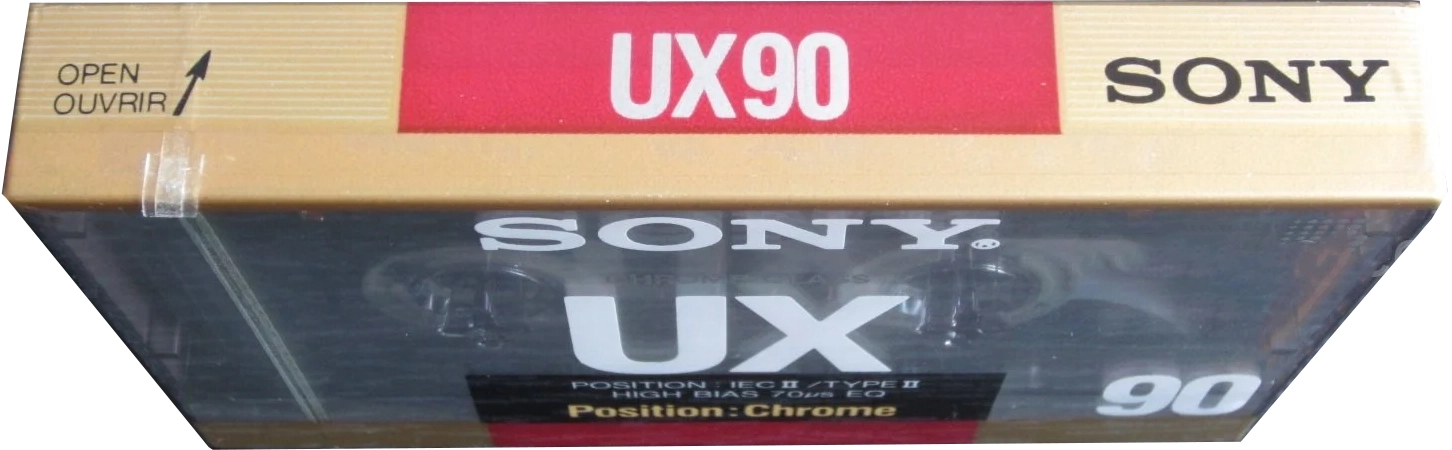 OPEN
OUVRIR
UX90
SONY
SONY®
UX
POSITION : IEC II / TYPE II
HIGH BIAS 70μs EQ
Position : Chrome
90